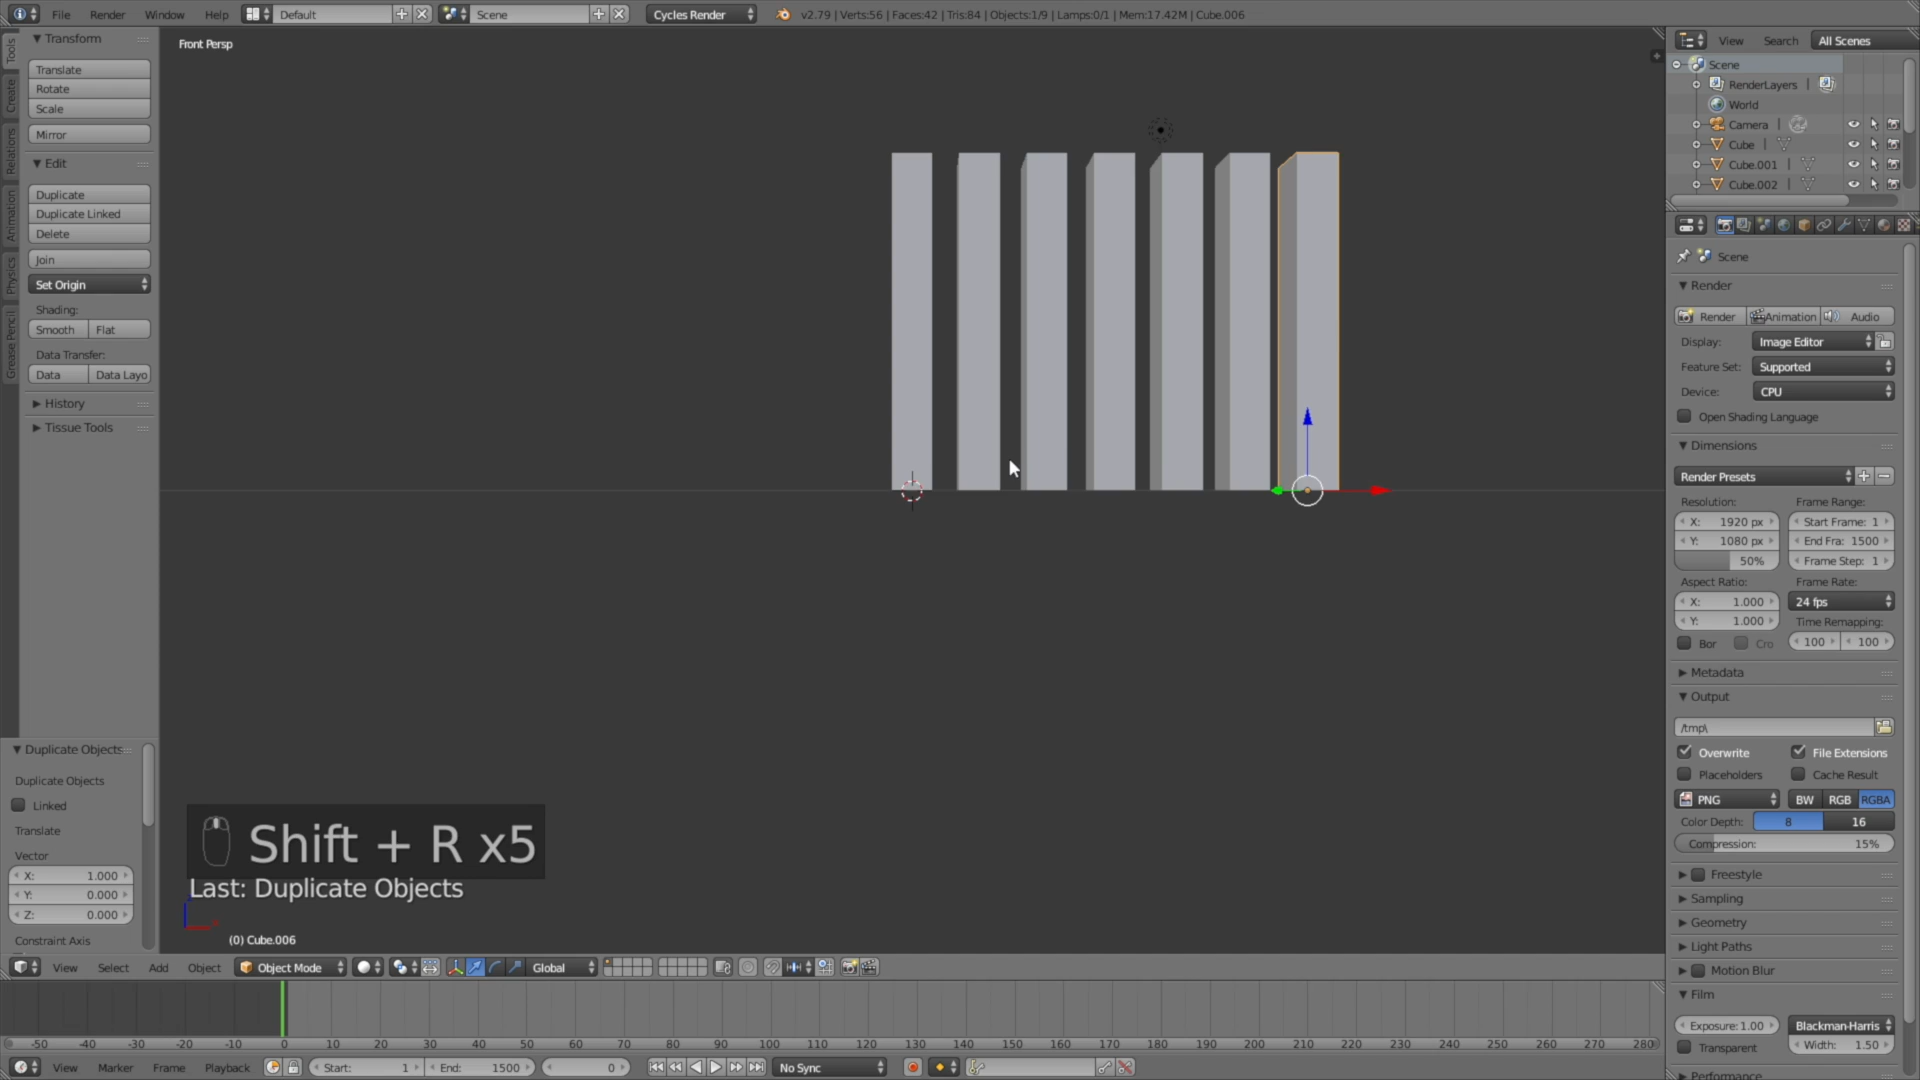 File Render Window Help Default Scene Cycles Render v2.79 | Verts:56 | Faces:42 | Tris:84 | Objects:1/9 | Lamps:0/1 | Mem:17.42M | Cube.006
Tools
Create
Relations
Animation
Physics
Grease Pencil
Transform
Translate
Rotate
Scale
Mirror
Edit
Duplicate
Duplicate Linked
Delete
Join
Set Origin
Shading:
Smooth Flat
Data Transfer:
Data Data Layo
History
Tissue Tools
Duplicate Objects
Duplicate Objects
Linked
Translate
Vector
X: 1.000
Y: 0.000
Z: 0.000
Constraint Axis
Front Persp
Shift + R x5
Last: Duplicate Objects
(0) Cube.006
View Select Add Object Object Mode Global
-50 -40 -30 -20 -10 0 10 20 30 40 50 60 70 80 90 100 110 120 130 140 150 160 170 180 190 200 210 220 230 240 250 260 270 280
View Marker Frame Playback Start: 1 End: 1500 0 No Sync
View Search All Scenes
Scene
RenderLayers |
World
Camera |
Cube |
Cube.001 |
Cube.002 |
Scene
Render
Render Animation Audio
Display: Image Editor
Feature Set: Supported
Device: CPU
Open Shading Language
Dimensions
Render Presets
Resolution: Frame Range:
X: 1920 px Start Frame: 1
Y: 1080 px End Fra: 1500
50% Frame Step: 1
Aspect Ratio: Frame Rate:
X: 1.000 24 fps
Y: 1.000 Time Remapping:
Bor Cro 100 100
Metadata
Output
/tmp\
Overwrite File Extensions
Placeholders Cache Result
PNG BW RGB RGBA
Color Depth: 8 16
Compression: 15%
Freestyle
Sampling
Geometry
Light Paths
Motion Blur
Film
Exposure: 1.00 Blackman-Harris
Transparent Width: 1.50
Performance